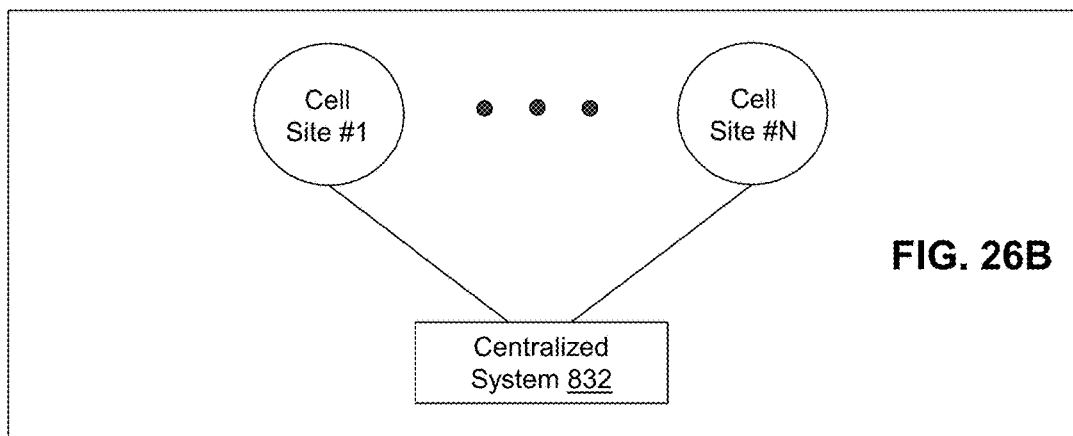 Cell
Site #1
Cell
Site #N
FIG. 26B
Centralized
System 832